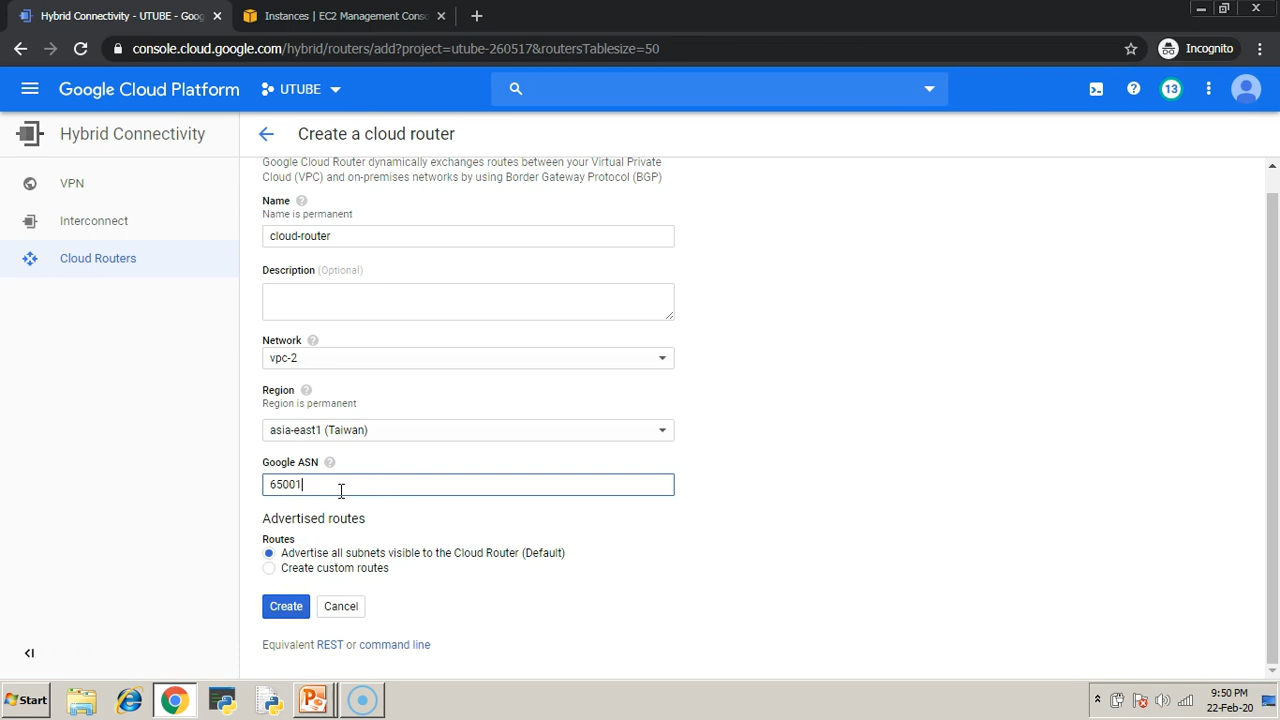 Hybrid Connectivity - UTUBE - Goog
Instances | EC2 Management Cons
console.cloud.google.com/hybrid/routers/add?project=utube-260517&routersTablesize=50
Incognito
Google Cloud Platform
UTUBE
13
Hybrid Connectivity
Create a cloud router
VPN
Interconnect
Cloud Routers
Google Cloud Router dynamically exchanges routes between your Virtual Private
Cloud (VPC) and on-premises networks by using Border Gateway Protocol (BGP)
Name
Name is permanent
cloud-router
Description (Optional)
Network
vpc-2
Region
Region is permanent
asia-east1 (Taiwan)
Google ASN
65001
Advertised routes
Routes
Advertise all subnets visible to the Cloud Router (Default)
Create custom routes
Create
Cancel
Equivalent REST or command line
Start
9:50 PM
22-Feb-20